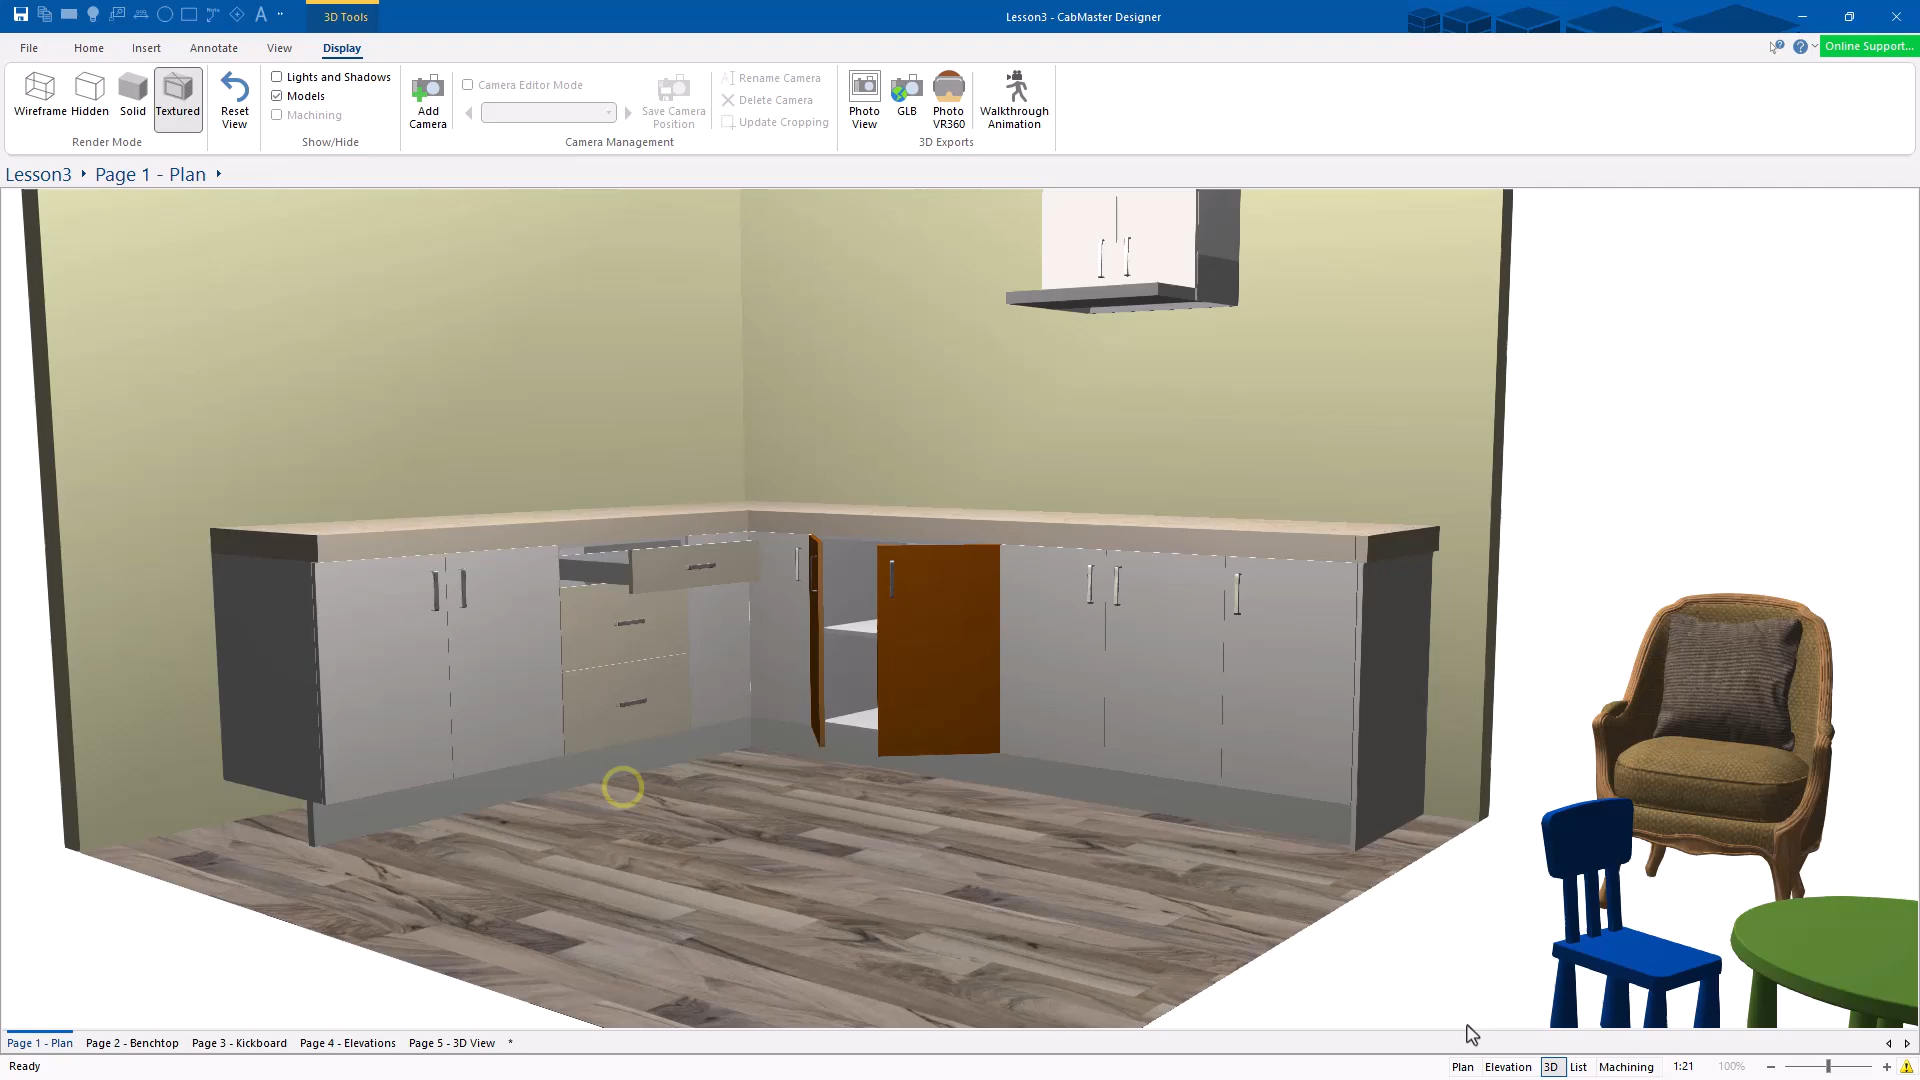 3D Tools
Lesson3 - CabMaster Designer
File Home Insert Annotate View Display
Online Support...
Wireframe Hidden Solid Textured
Render Mode
Reset View
Lights and Shadows
Models
Machining
Show/Hide
Add Camera
Camera Editor Mode
Save Camera Position
Rename Camera
Delete Camera
Update Cropping
Camera Management
Photo View
GLB
Photo VR360
Walkthrough Animation
3D Exports
Lesson3 Page 1 - Plan
Page 1 - Plan Page 2 - Benchtop Page 3 - Kickboard Page 4 - Elevations Page 5 - 3D View *
Ready
Plan Elevation 3D List Machining 1:21 100%